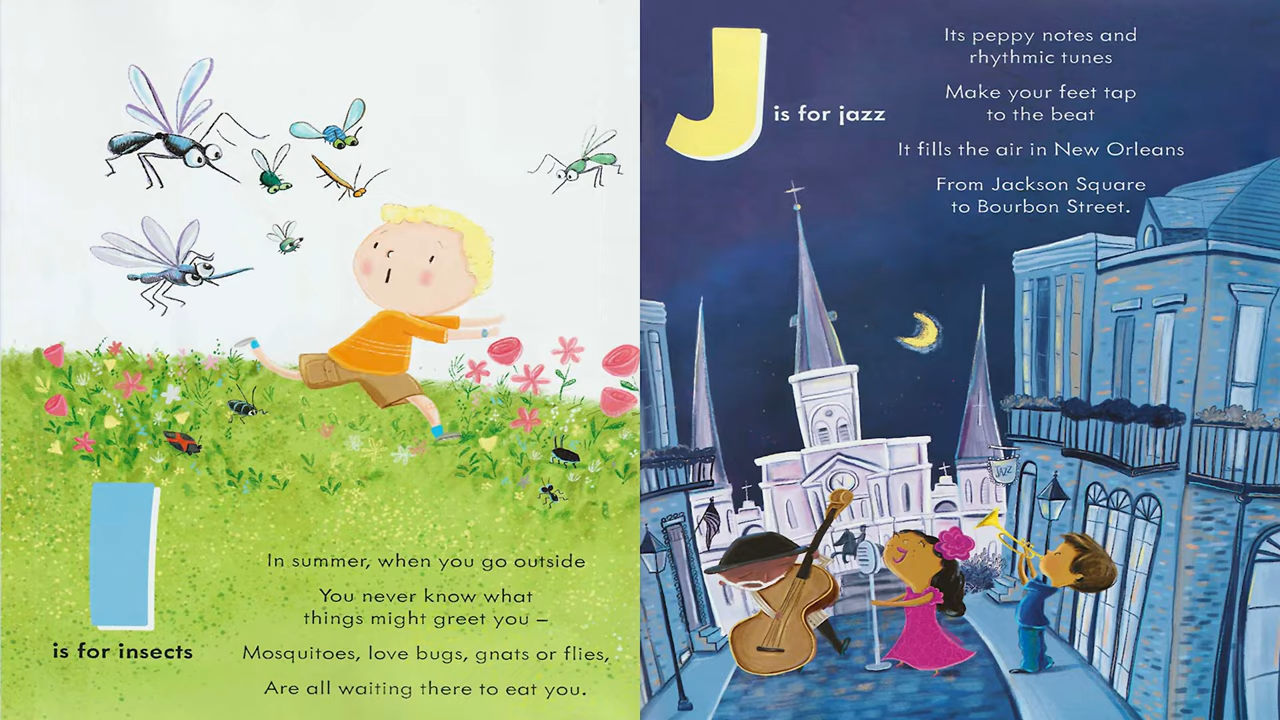 I
is for insects
In summer, when you go outside
You never know what
things might greet you –
Mosquitoes, love bugs, gnats or flies,
Are all waiting there to eat you.
J
is for jazz
Its peppy notes and
rhythmic tunes
Make your feet tap
to the beat
It fills the air in New Orleans
From Jackson Square
to Bourbon Street.
JAZZ